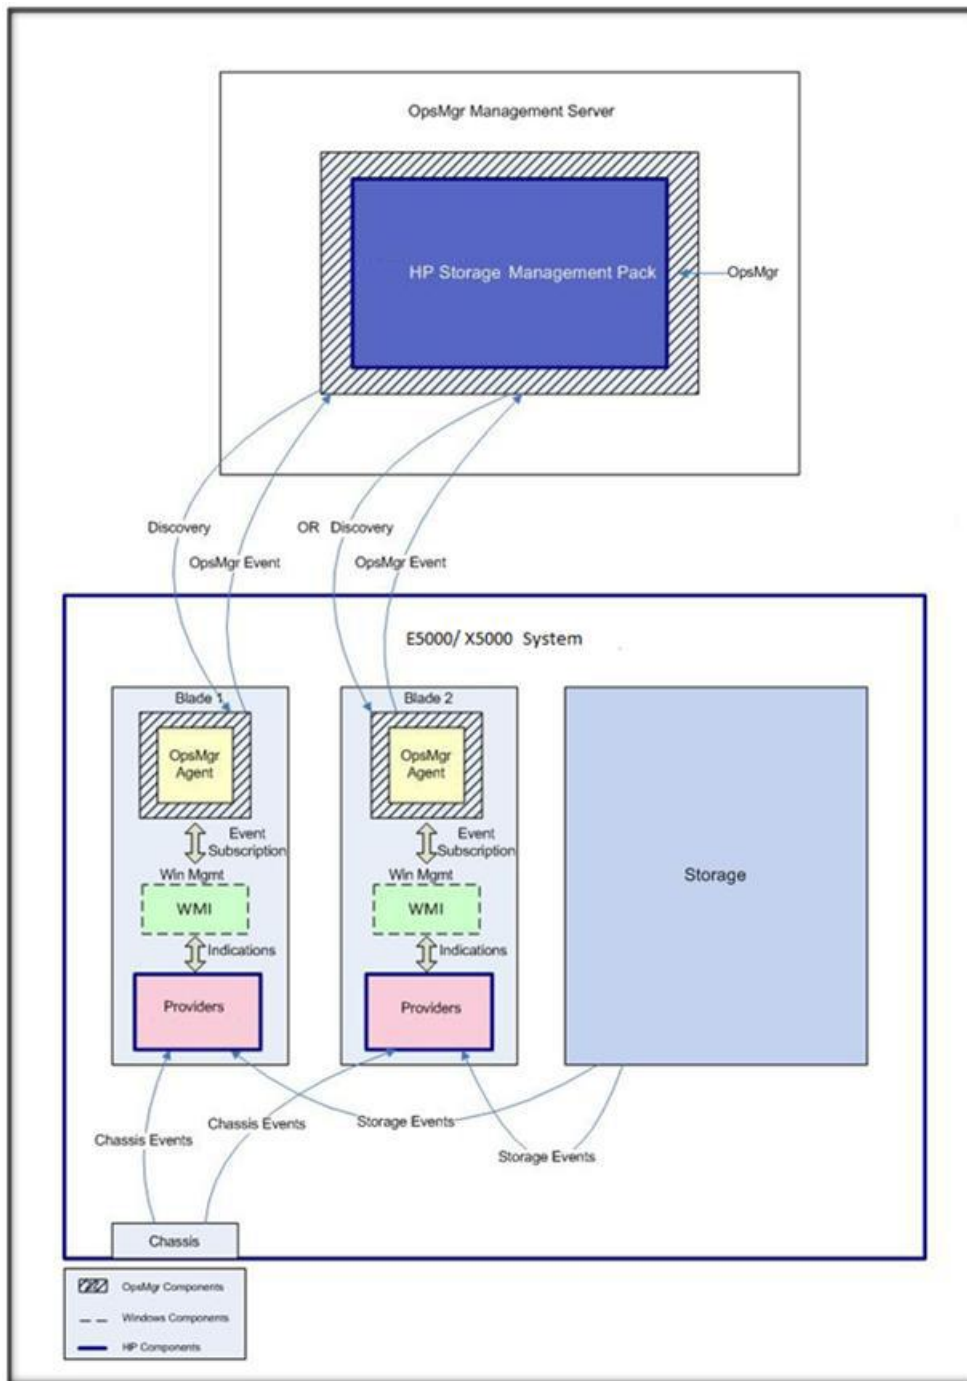 OpsMgr Management Server
HP Storage Management Pack
OpsMgr
Discovery
OR Discovery
OpsMgr Event
OpsMgr Event
E5000/ X5000 System
Blade 1
Blade 2
OpsMgr
Agent
OpsMgr
Agent
Event
Subscription
Event
Subscription
Storage
Win Mgmt
Win Mgmt
WMI
WMI
Indications
Indications
Providers
Providers
Chassis Events
Storage Events
Chassis Events
Storage Events
Chassis
OpsMgr Components
Windows Components
HP Components